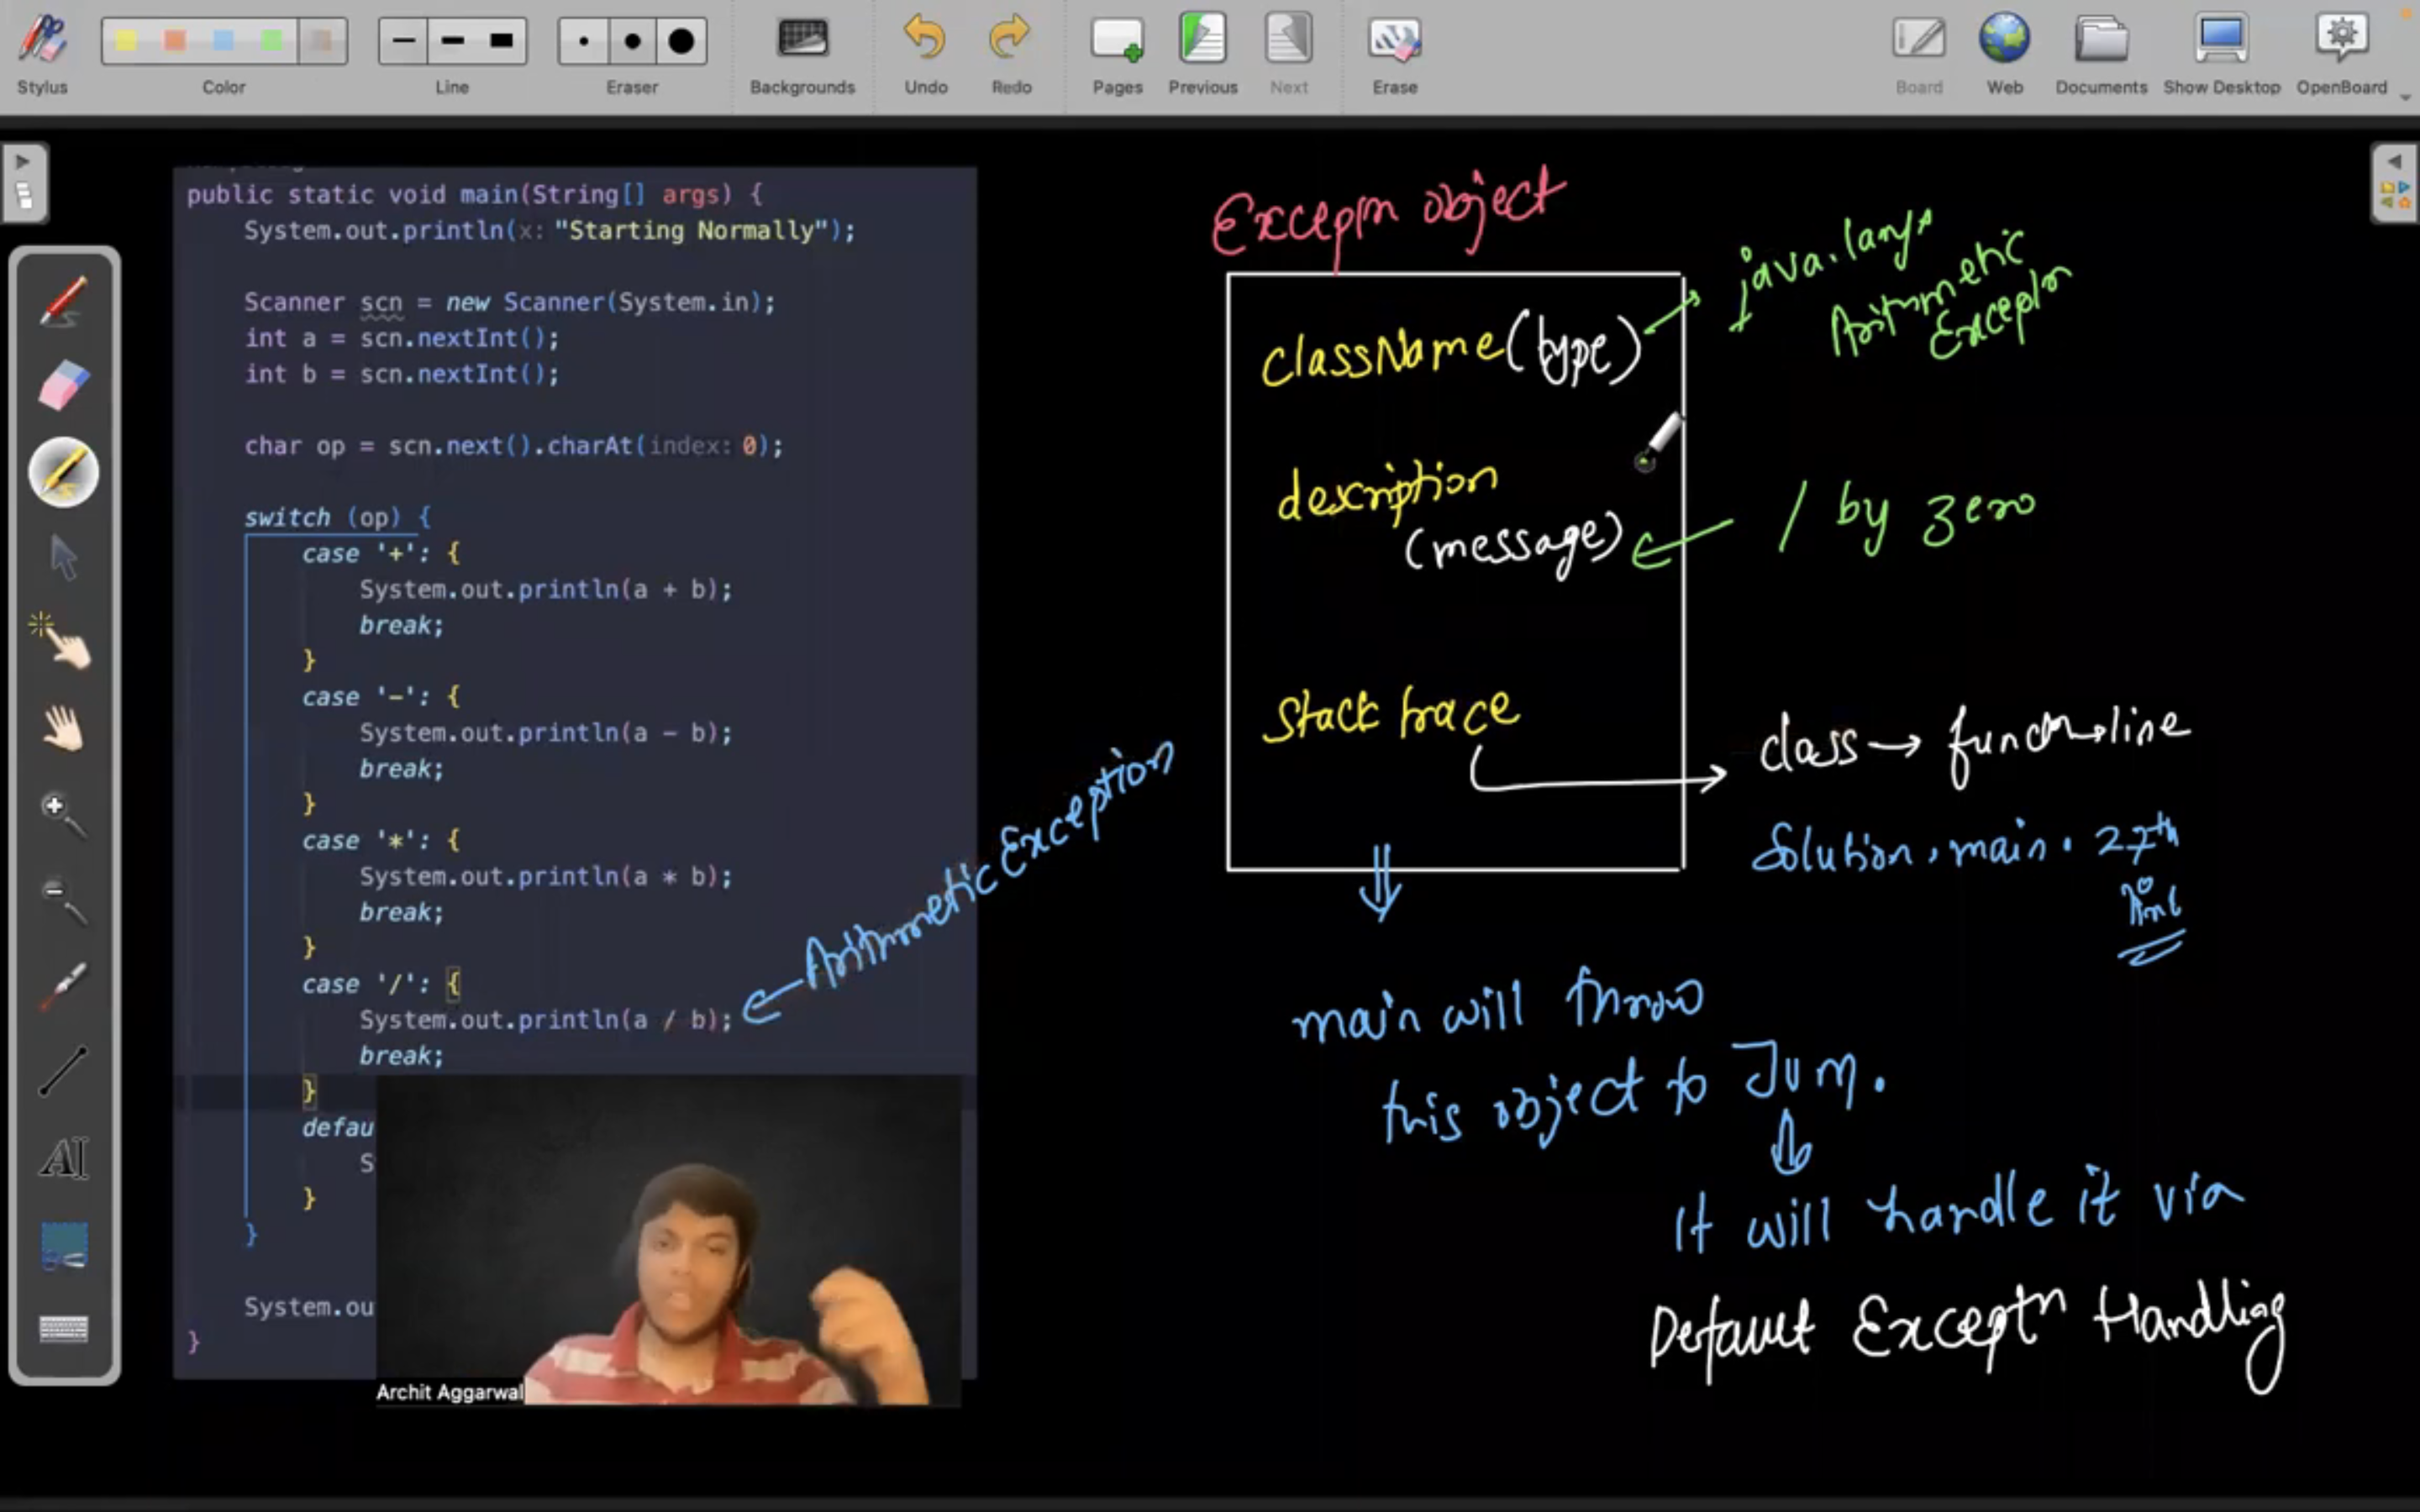 Stylus
Color
Line
Eraser
Backgrounds
Undo
Redo
Pages
Previous
Next
Erase
Board
Web
Documents
Show Desktop
OpenBoard
public static void main(String[] args) {
System.out.println(x: "Starting Normally");
Scanner scn = new Scanner(System.in);
int a = scn.nextInt();
int b = scn.nextInt();
char op = scn.next().charAt(index: 0);
switch (op) {
case '+': {
System.out.println(a + b);
break;
}
case '-': {
System.out.println(a - b);
break;
}
case '*': {
System.out.println(a * b);
break;
}
case '/': {
System.out.println(a / b);
break;
}
defau
S
}
}
System.ou
}
ArithmeticException
Archit Aggarwal
Exceptn object
className (type)
java.lang.
Arithmetic
Exceptn
description
(message)
/ by zero
Stack trace
class → functn → line
Solution. main. 27th
line
main will throw
this object to JVM.
It will handle it via
Default Exceptn Handling
AI